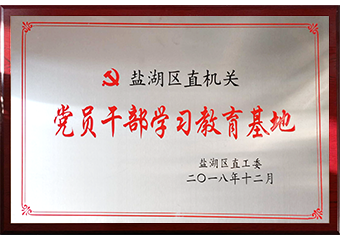 盐湖区直机关
党员干部学习教育基地
盐湖区直工委
二〇一八年十二月